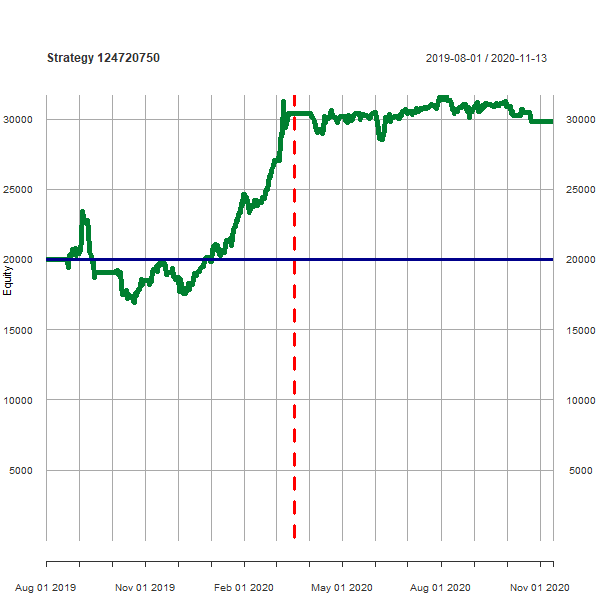 Strategy 124720750
2019-08-01 / 2020-11-13
30000
30000
25000
25000
20000
20000
Equity
15000
15000
10000
10000
5000
5000
Aug 01 2019
Nov 01 2019
Feb 01 2020
May 01 2020
Aug 01 2020
Nov 01 2020